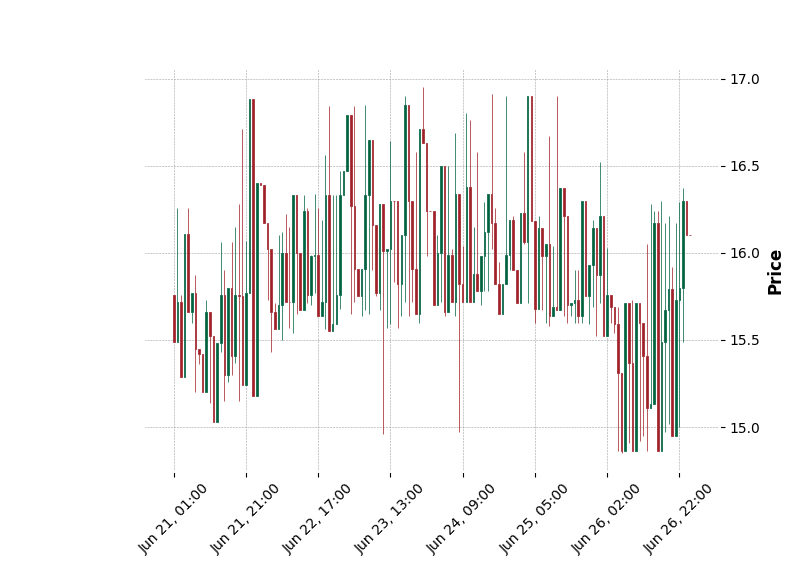 17.0
16.5
16.0
15.5
15.0
Price
Jun 21, 01:00
Jun 21, 21:00
Jun 22, 17:00
Jun 23, 13:00
Jun 24, 09:00
Jun 25, 05:00
Jun 26, 02:00
Jun 26, 22:00